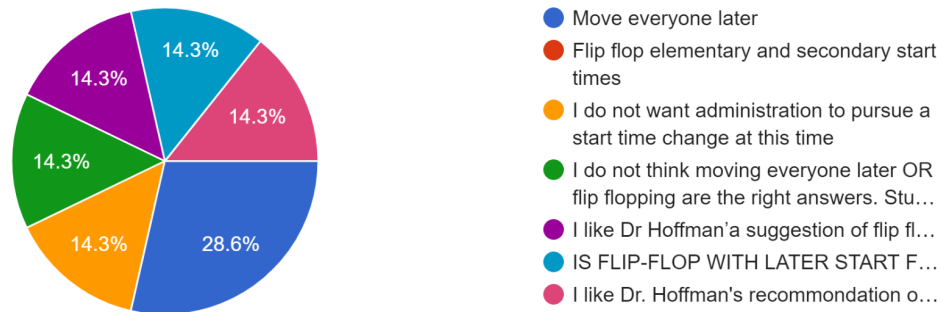 14.3%
14.3%
14.3%
14.3%
14.3%
28.6%
Move everyone later
Flip flop elementary and secondary start
times
I do not want administration to pursue a
start time change at this time
I do not think moving everyone later OR
flip flopping are the right answers. Stu…
I like Dr Hoffman'a suggestion of flip fl…
IS FLIP-FLOP WITH LATER START F…
I like Dr. Hoffman's recommondation o…